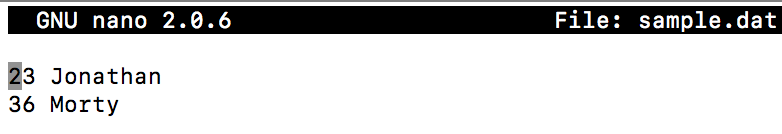 GNU nano 2.0.6 File: sample.dat
23 Jonathan
36 Morty